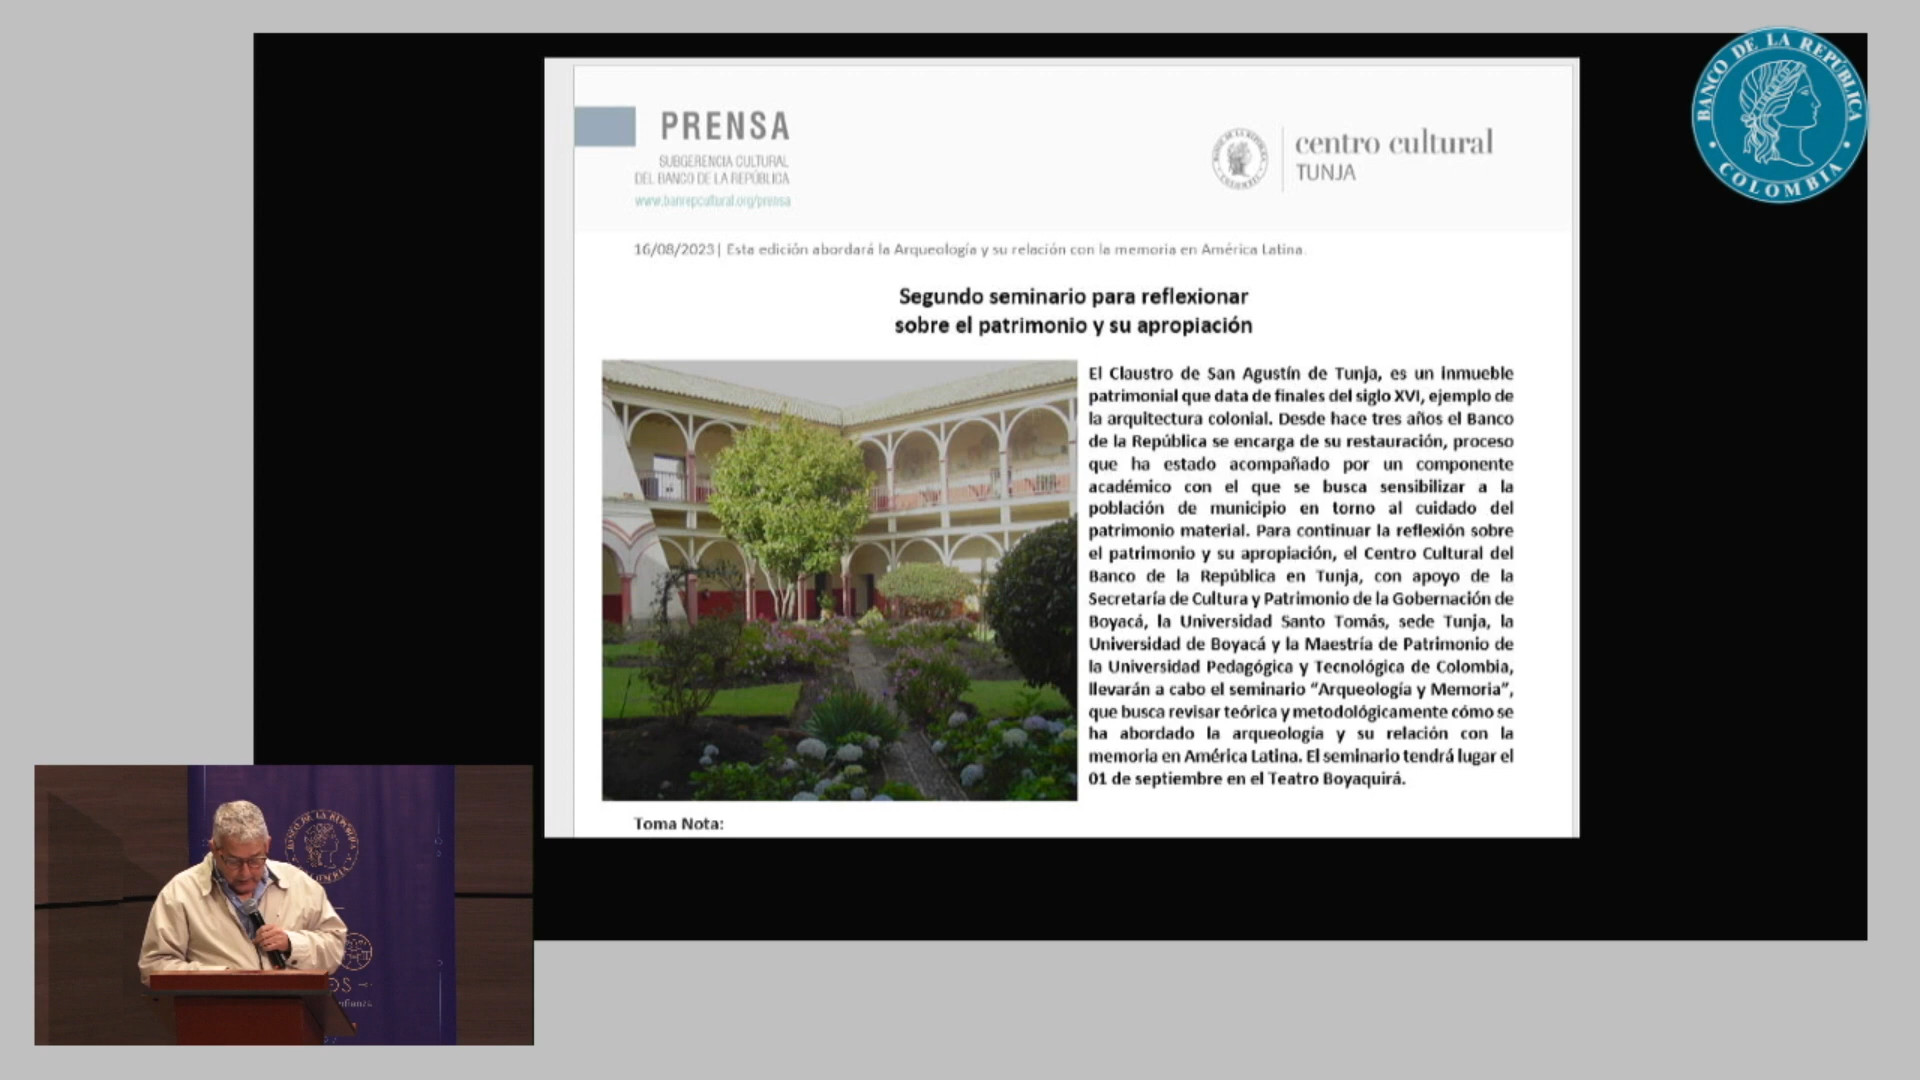 PRENSA
SUBGERENCIA CULTURAL
DEL BANCO DE LA REPÚBLICA
www.banrepcultural.org/prensa
centro cultural
TUNJA
BANCO DE LA REPÚBLICA
COLOMBIA
16/08/2023| Esta edición abordará la Arqueología y su relación con la memoria en América Latina.
Segundo seminario para reflexionar
sobre el patrimonio y su apropiación
El Claustro de San Agustín de Tunja, es un inmueble
patrimonial que data de finales del siglo XVI, ejemplo de
la arquitectura colonial. Desde hace tres años el Banco
de la República se encarga de su restauración, proceso
que ha estado acompañado por un componente
académico con el que se busca sensibilizar a la
población de municipio en torno al cuidado del
patrimonio material. Para continuar la reflexión sobre
el patrimonio y su apropiación, el Centro Cultural del
Banco de la República en Tunja, con apoyo de la
Secretaría de Cultura y Patrimonio de la Gobernación de
Boyacá, la Universidad Santo Tomás, sede Tunja, la
Universidad de Boyacá y la Maestría de Patrimonio de
la Universidad Pedagógica y Tecnológica de Colombia,
llevarán a cabo el seminario “Arqueología y Memoria”,
que busca revisar teórica y metodológicamente cómo se
ha abordado la arqueología y su relación con la
memoria en América Latina. El seminario tendrá lugar el
01 de septiembre en el Teatro Boyaquirá.
Toma Nota: